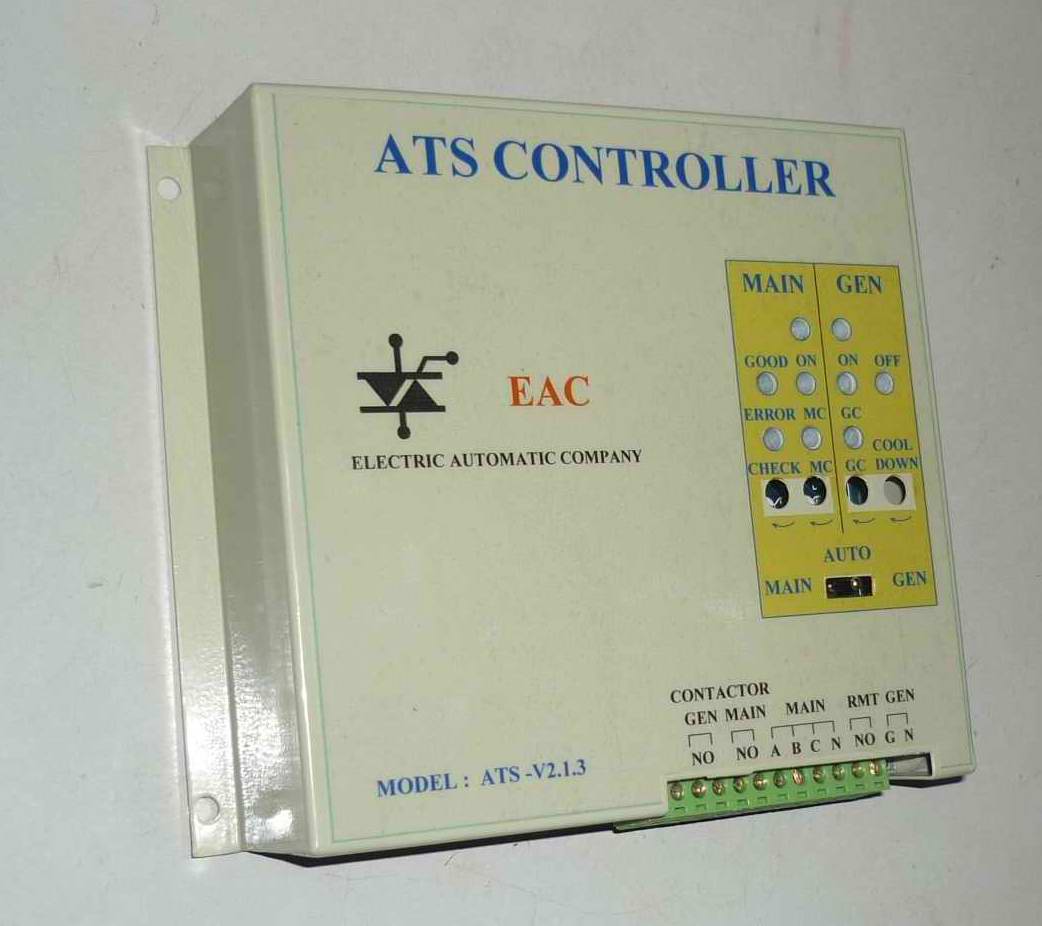 ATS CONTROLLER
MAIN GEN
GOOD ON ON OFF
ERROR MC GC
COOL
CHECK MC GC DOWN
AUTO
MAIN GEN
EAC
ELECTRIC AUTOMATIC COMPANY
CONTACTOR
GEN MAIN MAIN RMT GEN
NO NO A B C N NO G N
MODEL : ATS -V2.1.3